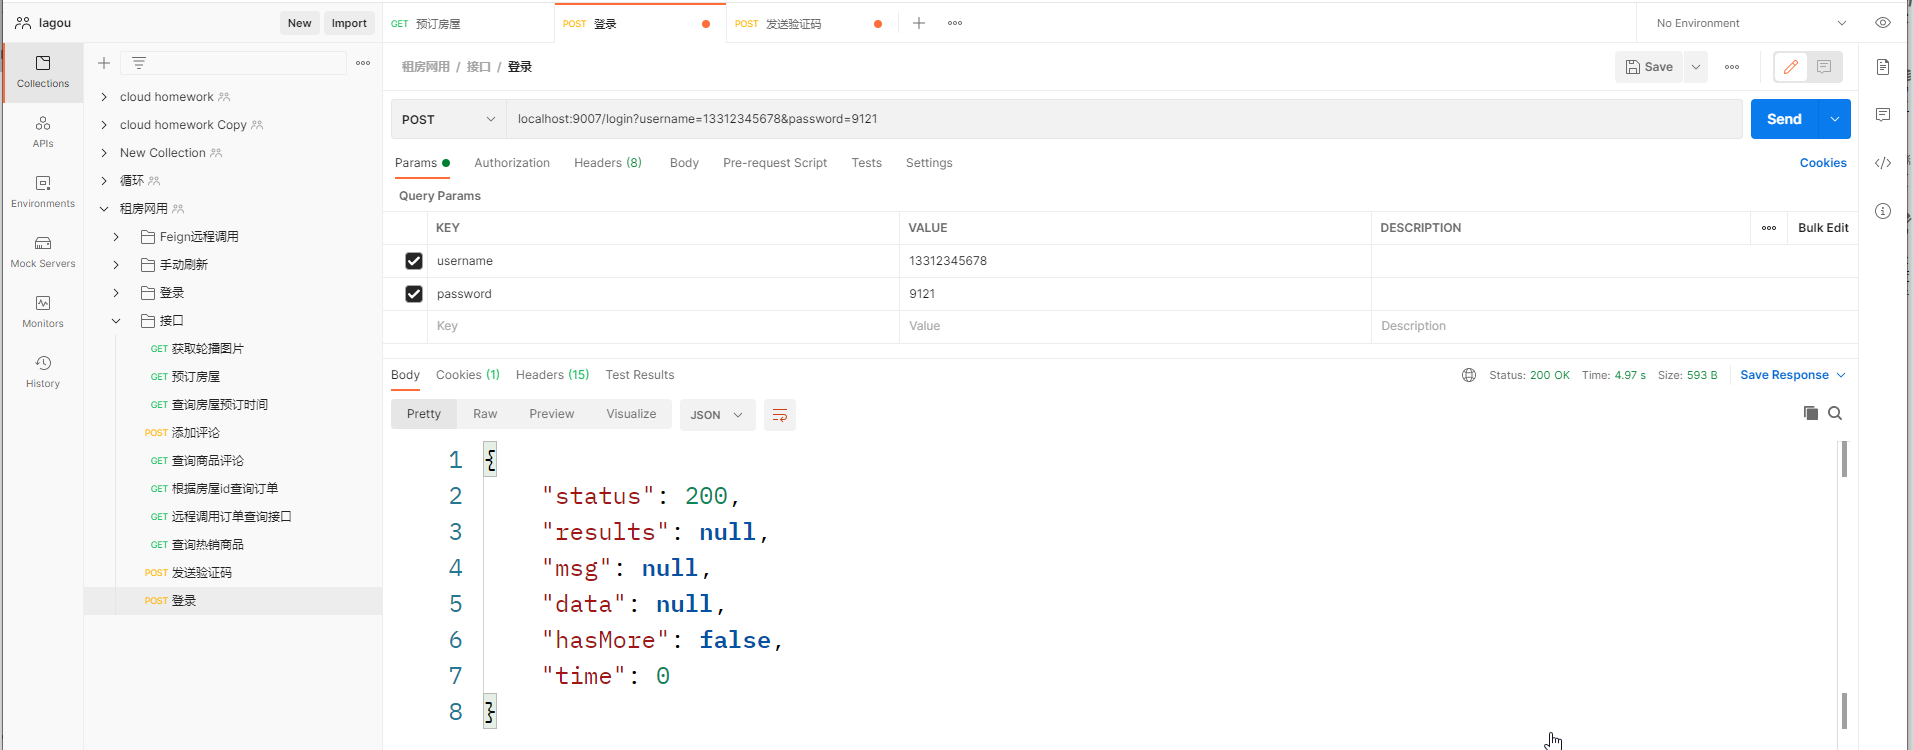 lagou
New Import
GET 预订房屋
POST 登录
POST 发送验证码
No Environment
Collections
APIs
Environments
Mock Servers
Monitors
History
cloud homework
cloud homework Copy
New Collection
循环
租房网用
Feign远程调用
手动刷新
登录
接口
GET 获取轮播图片
GET 预订房屋
GET 查询房屋预订时间
POST 添加评论
GET 查询商品评论
GET 根据房屋id查询订单
GET 远程调用订单查询接口
GET 查询热销商品
POST 发送验证码
POST 登录
租房网用 / 接口 / 登录
Save
POST localhost:9007/login?username=13312345678&password=9121
Send
Params Authorization Headers (8) Body Pre-request Script Tests Settings
Cookies
Query Params
KEY VALUE DESCRIPTION Bulk Edit
username 13312345678
password 9121
Key Value Description
Body Cookies (1) Headers (15) Test Results
Status: 200 OK Time: 4.97 s Size: 593 B Save Response
Pretty Raw Preview Visualize JSON
1 {
2 "status": 200,
3 "results": null,
4 "msg": null,
5 "data": null,
6 "hasMore": false,
7 "time": 0
8 }